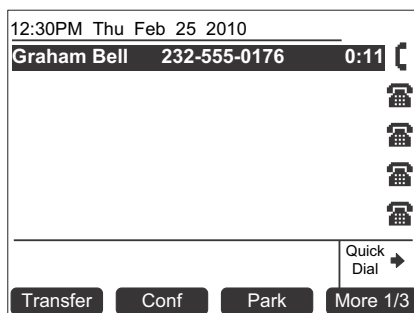 12:30PM Thu Feb 25 2010
Graham Bell 232-555-0176 0:11
Quick
Dial
Transfer Conf Park More 1/3